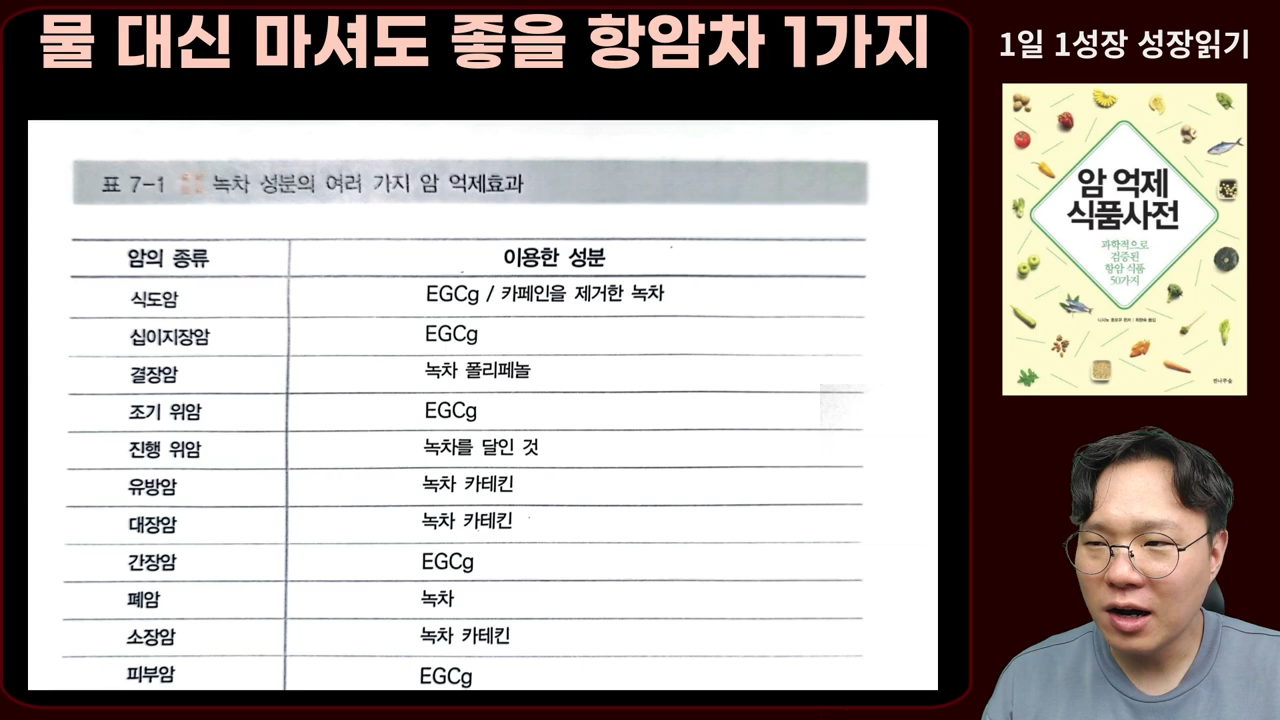 물 대신 마셔도 좋을 항암차 1가지
1일 1성장 성장읽기
표 7-1 녹차 성분의 여러 가지 암 억제효과
암의 종류 이용한 성분
식도암 EGCg / 카페인을 제거한 녹차
십이지장암 EGCg
결장암 녹차 폴리페놀
조기 위암 EGCg
진행 위암 녹차를 달인 것
유방암 녹차 카테킨
대장암 녹차 카테킨
간장암 EGCg
폐암 녹차
소장암 녹차 카테킨
피부암 EGCg
암 억제
식품사전
과학적으로
검증된
항암 식품
50가지
전나무숲